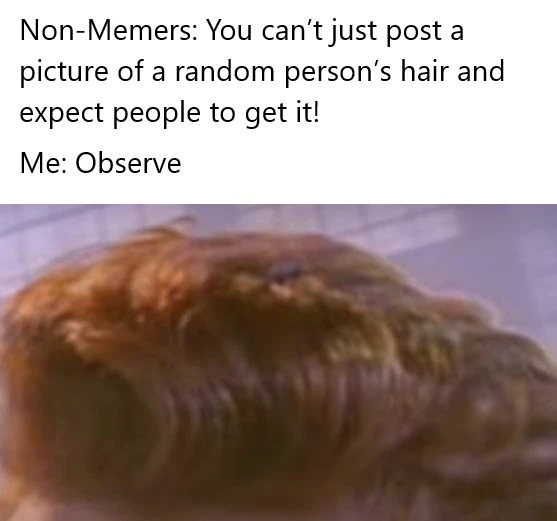 Non-Memers: You can’t just post a
picture of a random person’s hair and
expect people to get it!
Me: Observe